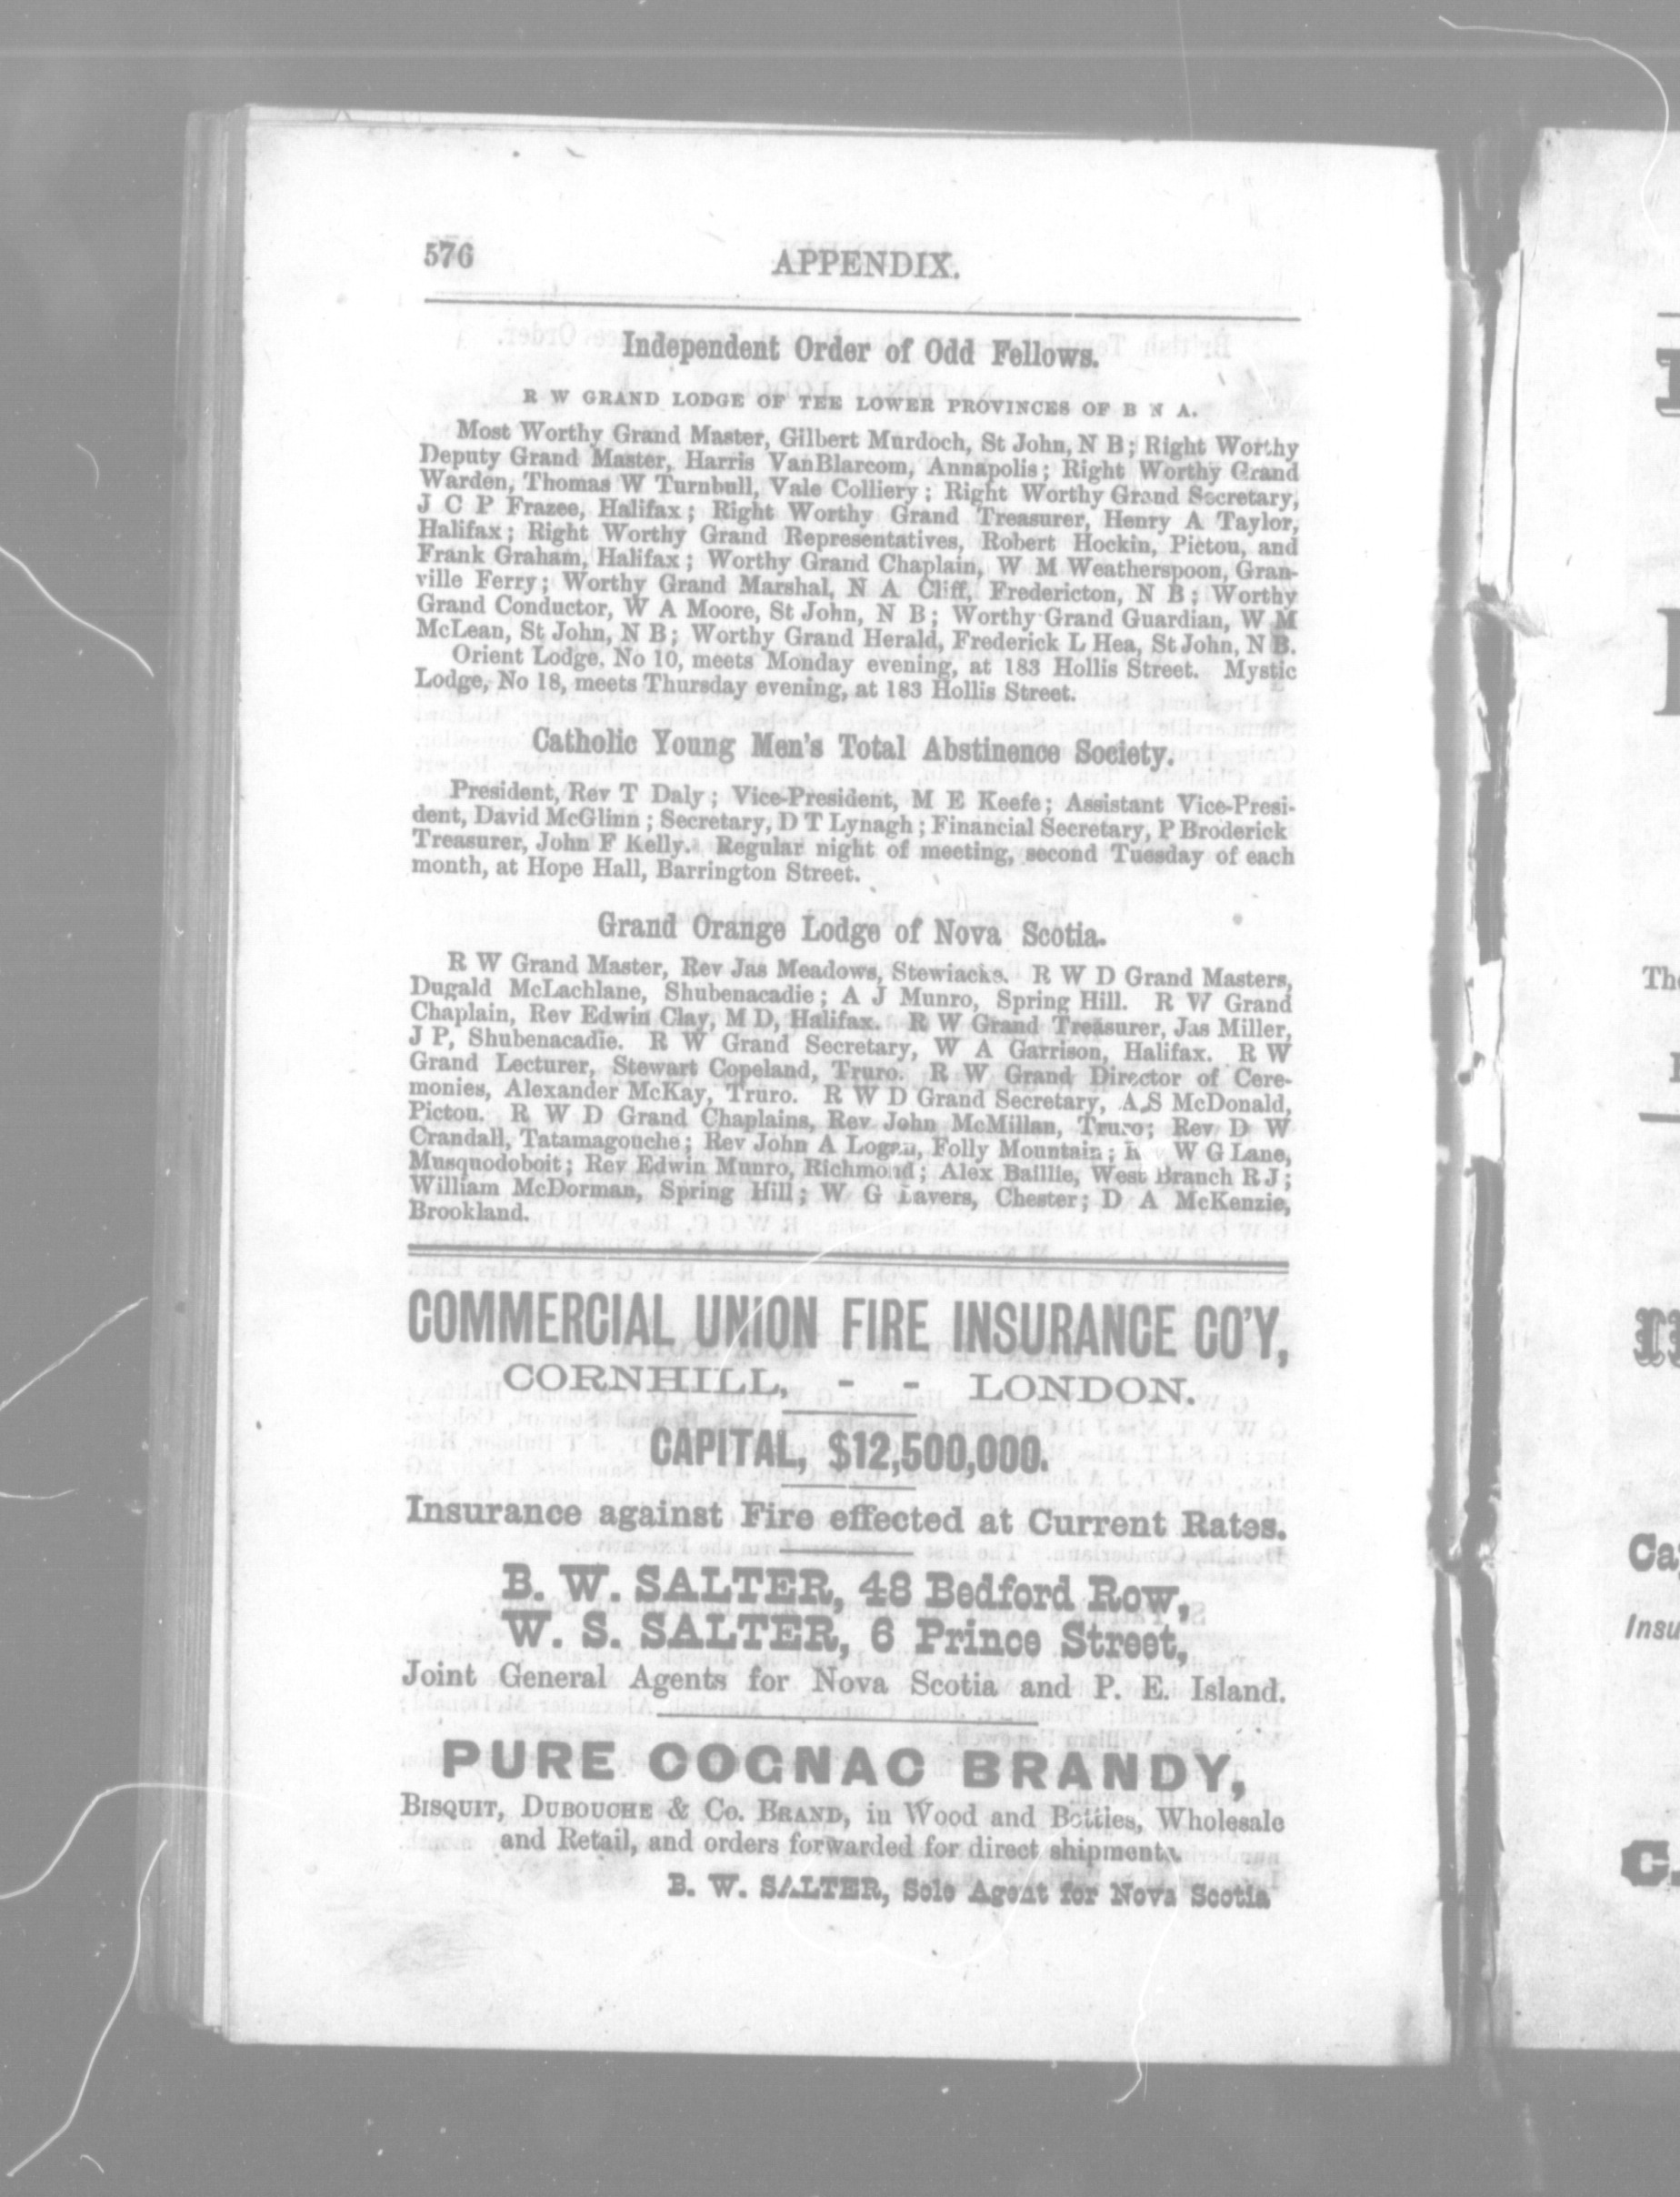 576
APPENDIX.
Independent Order of Odd Fellows.
R W GRAND LODGE OF TEE LOWER PROVINCES OF B N A.
Most Worthy Grand Master, Gilbert Murdoch, St John, N B; Right Worthy
Deputy Grand Master, Harris VanBlarcom, Annapolis; Right Worthy Grand
Warden, Thomas W Turnbull, Vale Colliery; Right Worthy Grand Secretary,
J C P Frazee, Halifax; Right Worthy Grand Treasurer, Henry A Taylor,
Halifax; Right Worthy Grand Representatives, Robert Hockin, Pictou, and
Frank Graham, Halifax; Worthy Grand Chaplain, W M Weatherspoon, Gran-
ville Ferry; Worthy Grand Marshal, N A Cliff, Fredericton, N B; Worthy
Grand Conductor, W A Moore, St John, N B; Worthy Grand Guardian, W M
McLean, St John, N B; Worthy Grand Herald, Frederick L Hea, St John, N B.
Orient Lodge, No 10, meets Monday evening, at 183 Hollis Street. Mystic
Lodge, No 18, meets Thursday evening, at 183 Hollis Street.
Catholic Young Men's Total Abstinence Society.
President, Rev T Daly; Vice-President, M E Keefe; Assistant Vice-Presi-
dent, David McGlinn; Secretary, D T Lynagh; Financial Secretary, P Broderick
Treasurer, John F Kelly. Regular night of meeting, second Tuesday of each
month, at Hope Hall, Barrington Street.
Grand Orange Lodge of Nova Scotia.
R W Grand Master, Rev Jas Meadows, Stewiacke. R W D Grand Masters,
Dugald McLachlane, Shubenacadie; A J Munro, Spring Hill. R W Grand
Chaplain, Rev Edwin Clay, M D, Halifax. R W Grand Treasurer, Jas Miller,
J P, Shubenacadie. R W Grand Secretary, W A Garrison, Halifax. R W
Grand Lecturer, Stewart Copeland, Truro. R W Grand Director of Cere-
monies, Alexander McKay, Truro. R W D Grand Secretary, A S McDonald,
Pictou. R W D Grand Chaplains, Rev John McMillan, Truro; Rev D W
Crandall, Tatamagouche; Rev John A Logan, Folly Mountain; W G Lane,
Musquodoboit; Rev Edwin Munro, Richmond; Alex Baillie, West Branch R J;
William McDorman, Spring Hill; W G Lavers, Chester; D A McKenzie,
Brookland.
COMMERCIAL UNION FIRE INSURANCE CO'Y,
CORNHILL, - - LONDON.
CAPITAL, $12,500,000.
Insurance against Fire effected at Current Rates.
B. W. SALTER, 48 Bedford Row,
W. S. SALTER, 6 Prince Street,
Joint General Agents for Nova Scotia and P. E. Island.
PURE COGNAC BRANDY,
BISQUIT, DUBOUCHE & Co. BRAND, in Wood and Bottles, Wholesale
and Retail, and orders forwarded for direct shipment.
B. W. SALTER, Sole Agent for Nova Scotia